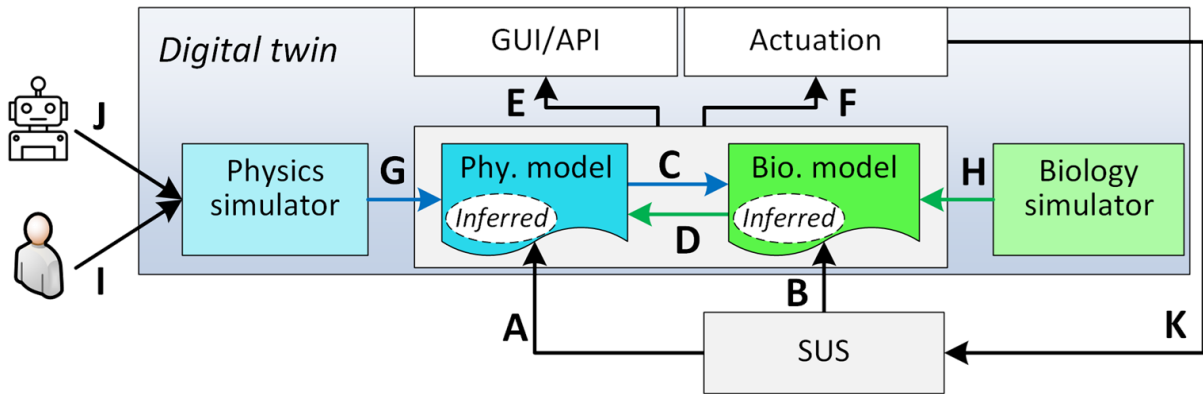 Digital twin
GUI/API
Actuation
E
F
J
Physics
simulator
G
Phy. model
Inferred
C
D
Bio. model
Inferred
H
Biology
simulator
I
A
B
SUS
K